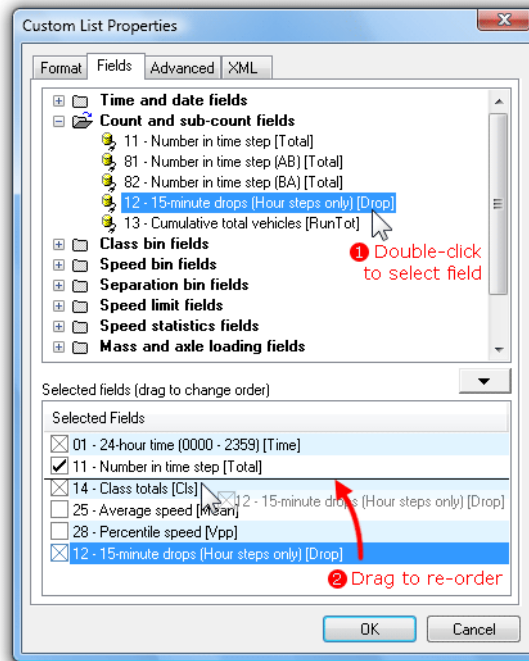 Custom List Properties
Format Fields Advanced XML
Time and date fields
Count and sub-count fields
11 - Number in time step [Total]
81 - Number in time step (AB) [Total]
82 - Number in time step (BA) [Total]
12 - 15-minute drops (Hour steps only) [Drop]
13 - Cumulative total vehicles [RunTot]
Class bin fields
1 Double-click
to select field
Speed bin fields
Separation bin fields
Speed limit fields
Speed statistics fields
Mass and axle loading fields
Selected fields (drag to change order)
Selected Fields
01 - 24-hour time (0000 - 2359) [Time]
11 - Number in time step [Total]
14 - Class totals [Cls]
12 - 15-minute drops (Hour steps only) [Drop]
25 - Average speed [Mean]
28 - Percentile speed [Vpp]
12 - 15-minute drops (Hour steps only) [Drop]
2 Drag to re-order
OK Cancel